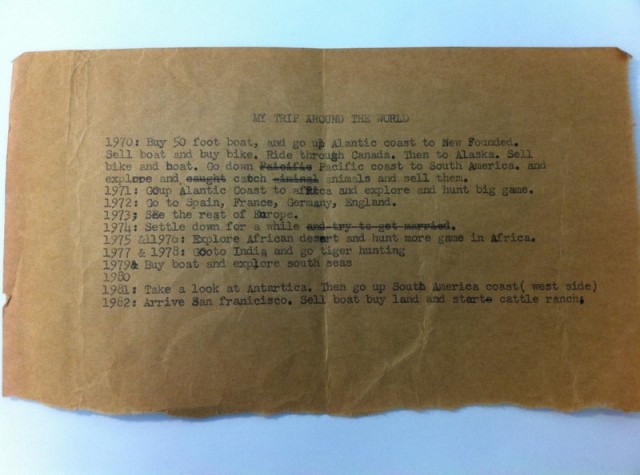 MY TRIP AROUND THE WORLD
1970: Buy 50 foot boat, and go up Alantic coast to New Founded.
Sell boat and buy bike. Ride through Canada. Then to Alaska. Sell
bike and boat. Go down Paicific Pacific coast to South America. and
explore and caught catch aiminal animals and sell them.
1971: Goup Alantic Coast to africa and explore and hunt big game.
1972: Go to Spain, France, Germany, England.
1973; See the rest of Europe.
1974: Settle down for a while and try to get married.
1975 &1976: Explore African desart and hunt more game in Africa.
1977 & 1978: Gooto India and go tiger hunting
1979& Buy boat and explore south seas
1980
1981: Take a look at Antartica. Then go up South America coast( west side)
1982: Arrive San franicisco. Sell boat buy land and starte cattle ranch;